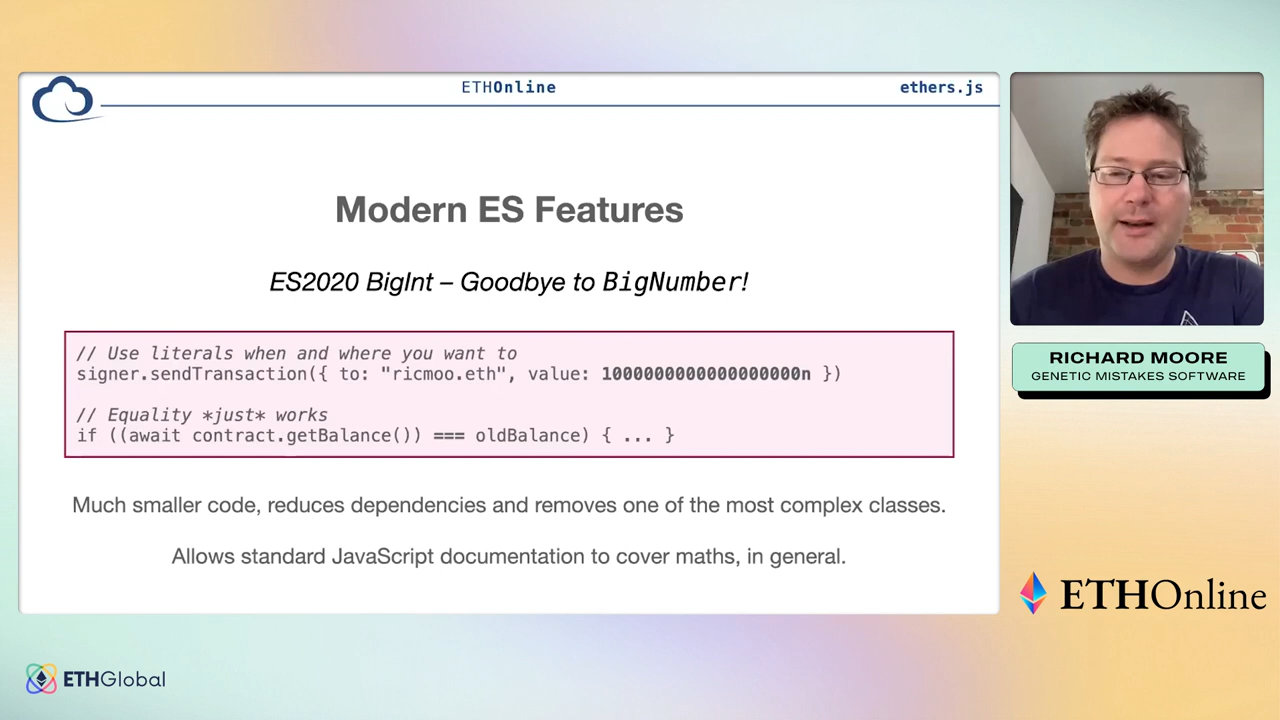 ETHOnline
ethers.js
Modern ES Features
ES2020 BigInt – Goodbye to BigNumber!
// Use literals when and where you want to
signer.sendTransaction({ to: "ricmoo.eth", value: 1000000000000000000n })
// Equality *just* works
if ((await contract.getBalance()) === oldBalance) { ... }
Much smaller code, reduces dependencies and removes one of the most complex classes.
Allows standard JavaScript documentation to cover maths, in general.
RICHARD MOORE
GENETIC MISTAKES SOFTWARE
ETHOnline
ETHGlobal